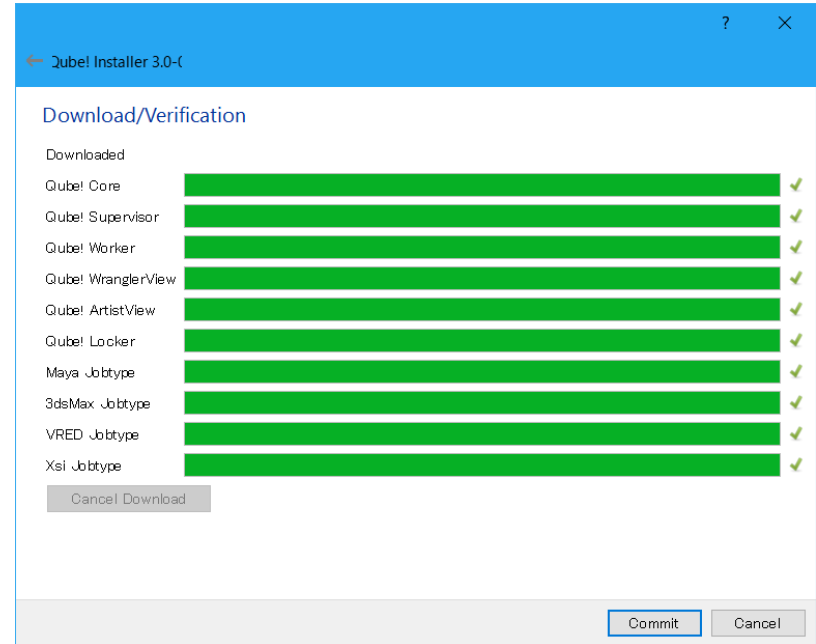 ?
Qube! Installer 3.0-0
Download/Verification
Downloaded
Qube! Core
Qube! Supervisor
Qube! Worker
Qube! WranglerView
Qube! ArtistView
Qube! Locker
Maya Jobtype
3dsMax Jobtype
VRED Jobtype
Xsi Jobtype
Cancel Download
Commit Cancel